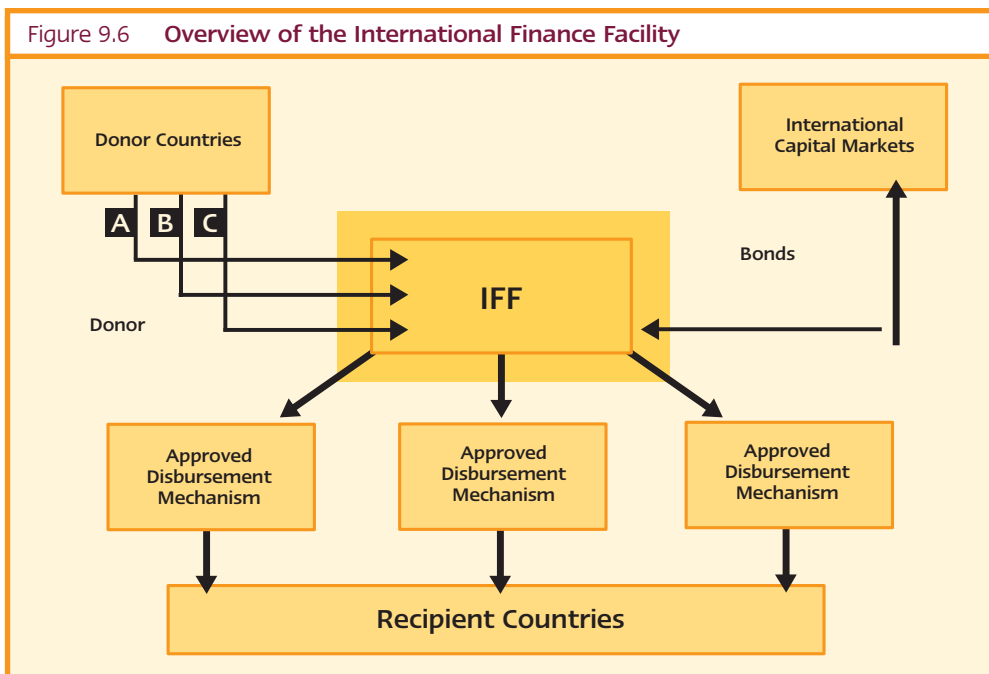 Figure 9.6 Overview of the International Finance Facility
Donor Countries
International
Capital Markets
A B C
Bonds
IFF
Donor
Approved
Disbursement
Mechanism
Approved
Disbursement
Mechanism
Approved
Disbursement
Mechanism
Recipient Countries